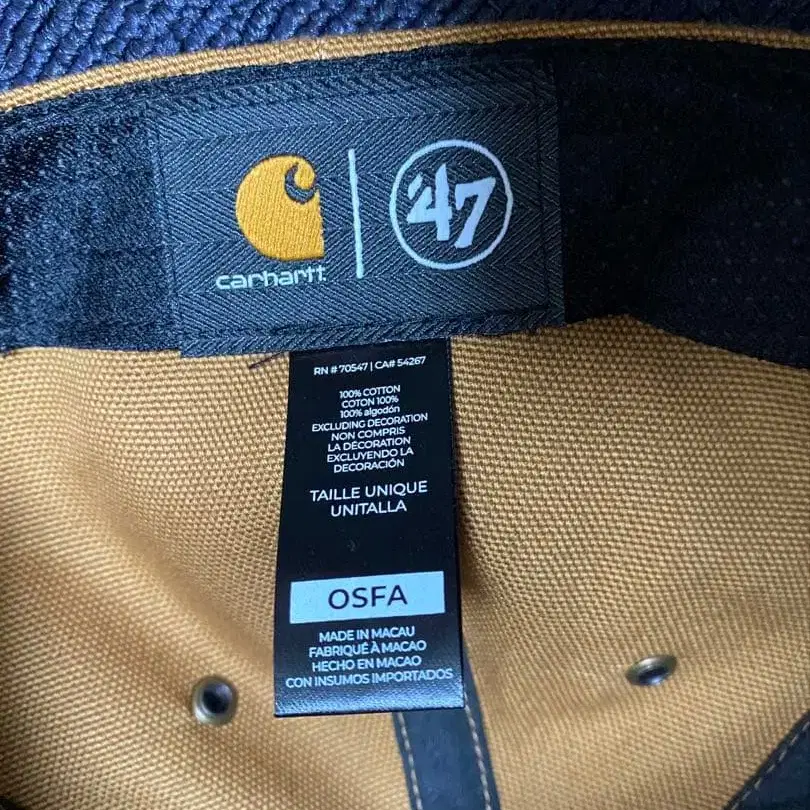 carhartt
'47
RN # 70547 | CA# 54267
100% COTTON
COTON 100%
100% algodón
EXCLUDING DECORATION
NON COMPRIS
LA DÉCORATION
EXCLUYENDO LA
DECORACIÓN
TAILLE UNIQUE
UNITALLA
OSFA
MADE IN MACAU
FABRIQUÉ À MACAO
HECHO EN MACAO
CON INSUMOS IMPORTADOS